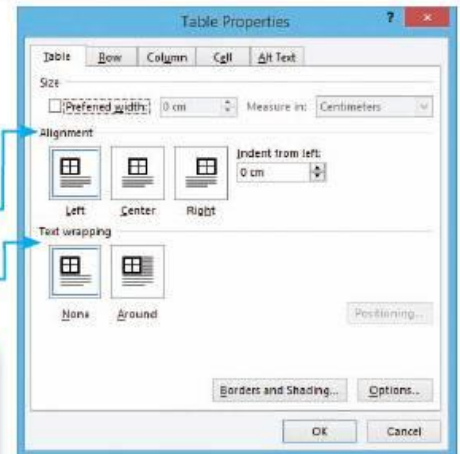 Table Properties ?
Table Row Column Cell Alt Text
Size
Preferred width: 0 cm Measure in: Centimeters
Alignment
Indent from left:
0 cm
Left Center Right
Text wrapping
None Around
Positioning...
Borders and Shading... Options...
OK Cancel